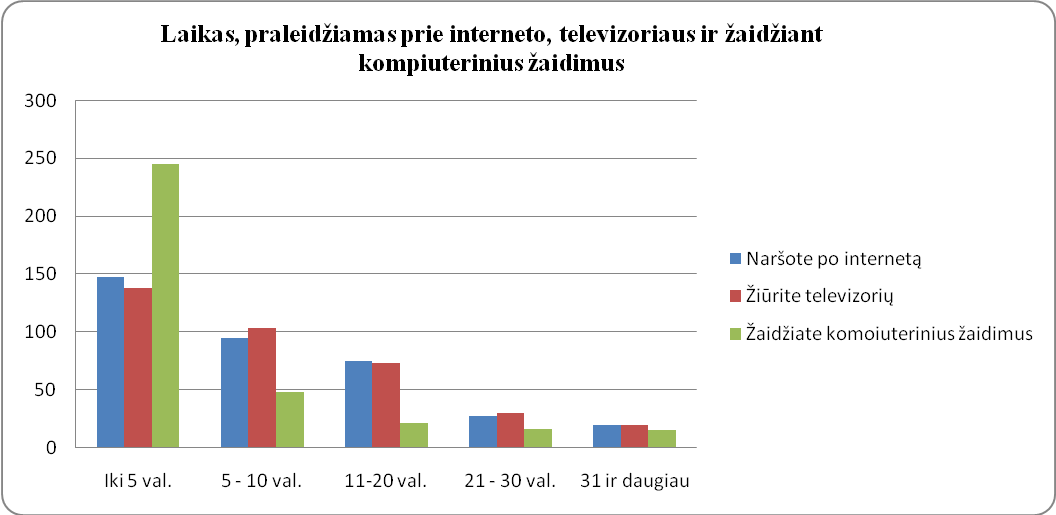 Laikas, praleidžiamas prie interneto, televizoriaus ir žaidžiant
kompiuterinius žaidimus
300
250
200
150
100
50
0
Iki 5 val.
5 - 10 val.
11-20 val.
21 - 30 val.
31 ir daugiau
Naršote po internetą
Žiūrite televizorių
Žaidžiate komoiuterinius žaidimus